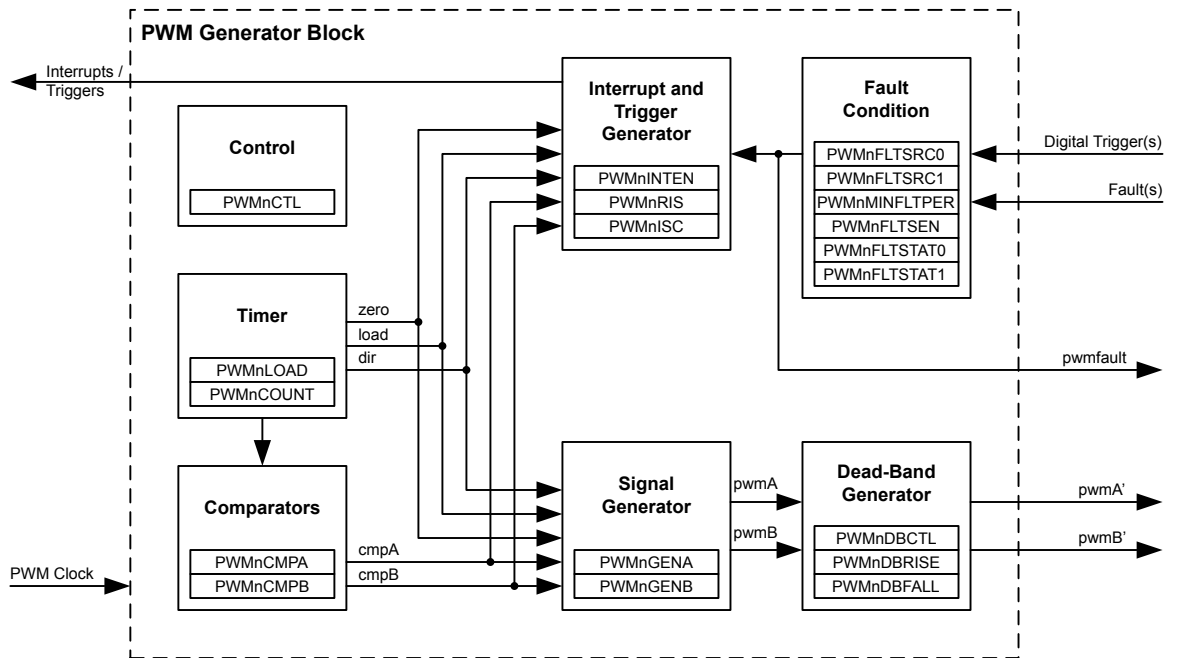 PWM Generator Block
Interrupts /
Triggers
Control
PWMnCTL
Interrupt and
Trigger
Generator
PWMnINTEN
PWMnRIS
PWMnISC
Fault
Condition
PWMnFLTSRC0
PWMnFLTSRC1
PWMnMINFLTPER
PWMnFLTSEN
PWMnFLTSTAT0
PWMnFLTSTAT1
Digital Trigger(s)
Fault(s)
Timer
PWMnLOAD
PWMnCOUNT
zero
load
dir
pwmfault
Comparators
PWMnCMPA
PWMnCMPB
cmpA
cmpB
PWM Clock
Signal
Generator
PWMnGENA
PWMnGENB
pwmA
pwmB
Dead-Band
Generator
PWMnDBCTL
PWMnDBRISE
PWMnDBFALL
pwmA’
pwmB’